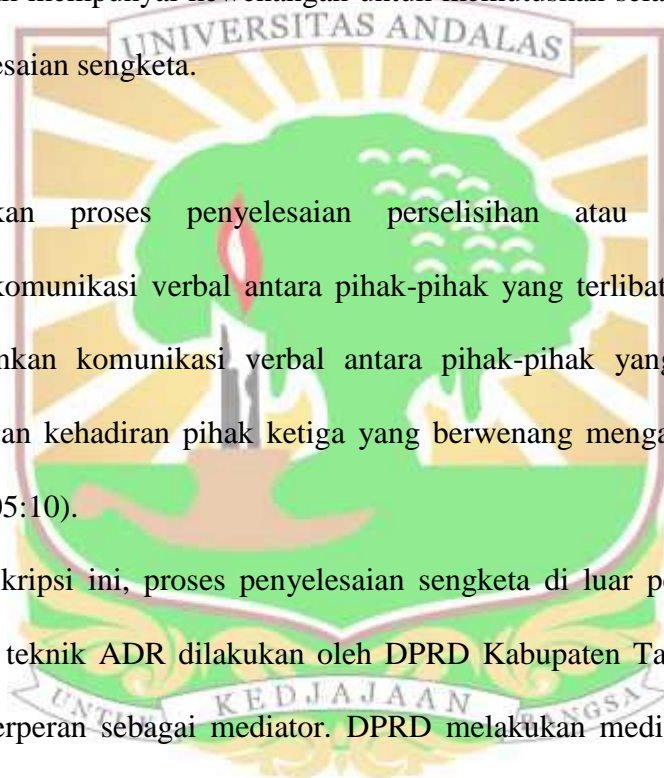 mempunyai kewenangan untuk memutuskan
UNIVERSITAS ANDALAS
esaian sengketa.
kan proses penyelesaian perselisihan atau
komunikasi verbal antara pihak-pihak yang terlibat
nkan komunikasi verbal antara pihak-pihak yang
an kehadiran pihak ketiga yang berwenang menga
05:10).
kripsi ini, proses penyelesaian sengketa di luar pe
teknik ADR dilakukan oleh DPRD Kabupaten Ta
UNTUK KEDJAJAAN BANGSA
erperan sebagai mediator. DPRD melakukan medi